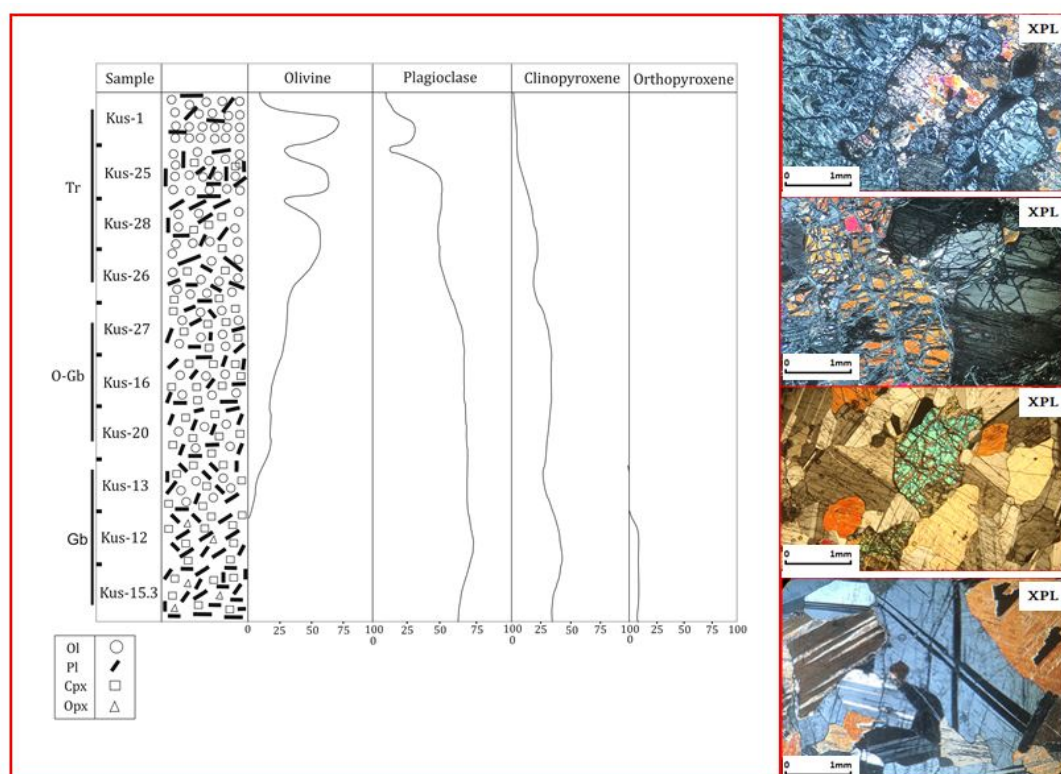 Sample Olivine Plagioclase Clinopyroxene Orthopyroxene
Kus-1
Kus-25
Tr
Kus-28
Kus-26
Kus-27
O-Gb
Kus-16
Kus-20
Kus-13
Gb
Kus-12
Kus-15.3
0 25 50 75 100 0 25 50 75 100 0 25 50 75 100 0 25 50 75 100
Ol
Pl
Cpx
Opx
XPL
0 1mm
XPL
0 1mm
XPL
0 1mm
XPL
0 1mm